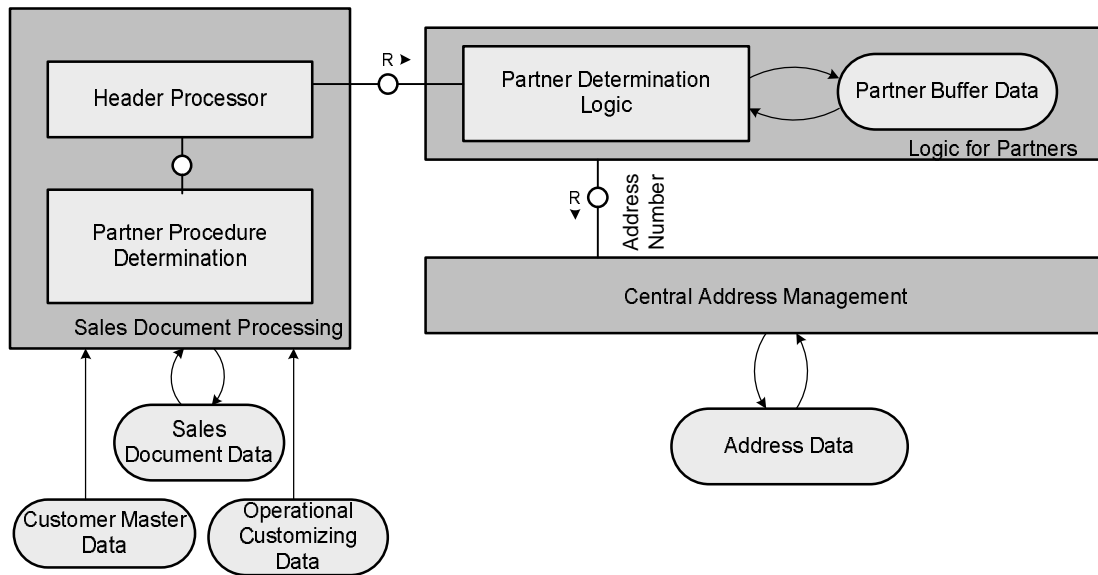 Header Processor
Partner Procedure
Determination
Sales Document Processing
R
Partner Determination
Logic
Partner Buffer Data
Logic for Partners
R
Address
Number
Central Address Management
Sales
Document Data
Address Data
Customer Master
Data
Operational
Customizing
Data